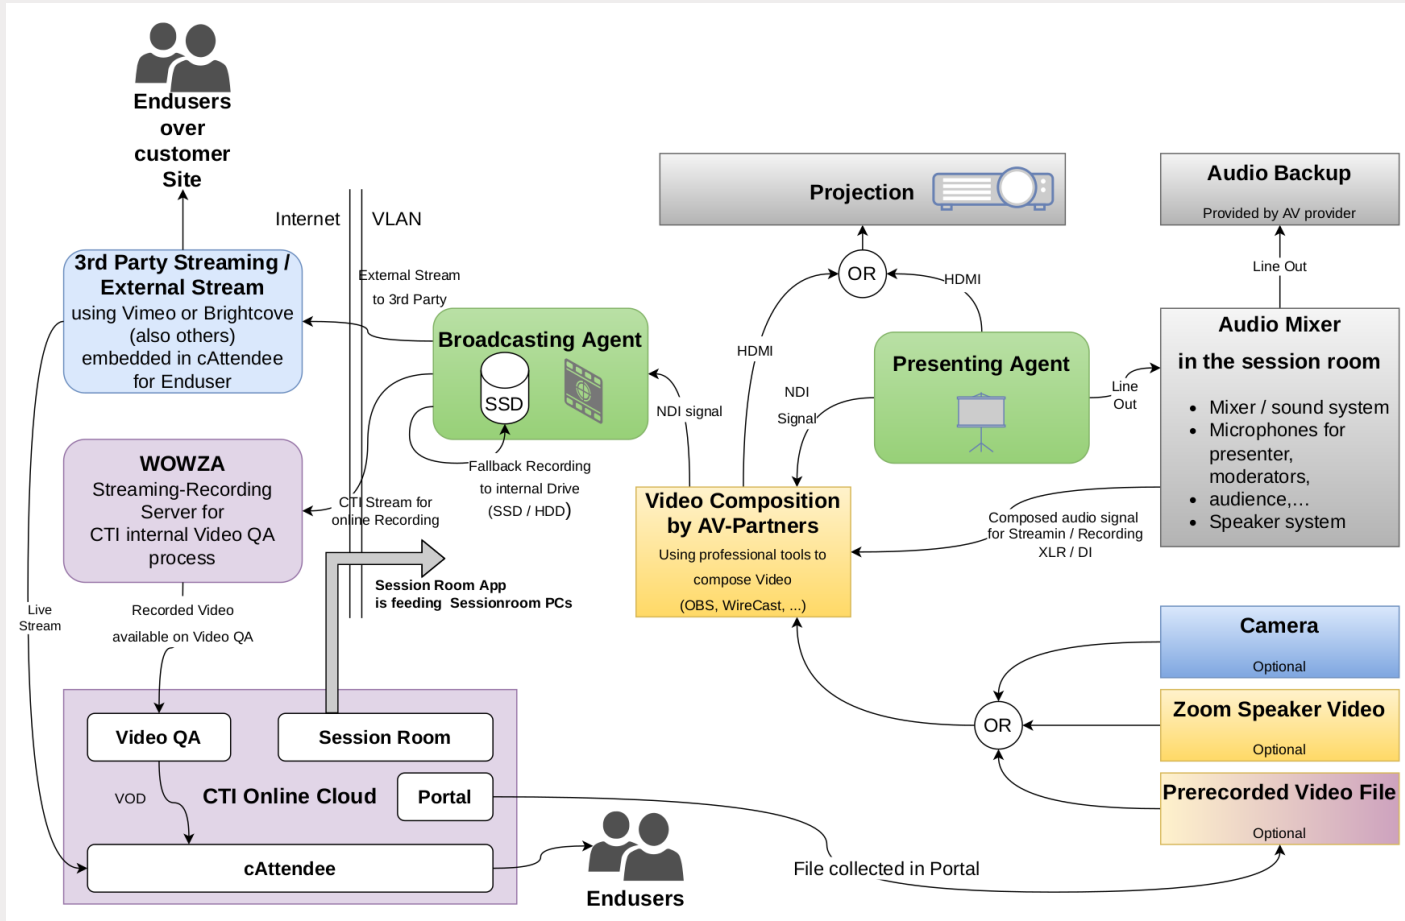 Endusers
over
customer
Site
Internet
VLAN
3rd Party Streaming /
External Stream
using Vimeo or Brightcove
(also others)
embedded in cAttendee
for Enduser
External Stream
to 3rd Party
Broadcasting Agent
SSD
Fallback Recording
to internal Drive
(SSD / HDD)
NDI signal
Projection
OR
HDMI
HDMI
Presenting Agent
NDI
Signal
Line
Out
Audio Backup
Provided by AV provider
Line Out
Audio Mixer
in the session room
• Mixer / sound system
• Microphones for
presenter,
moderators,
• audience,...
• Speaker system
WOWZA
Streaming-Recording
Server for
CTI internal Video QA
process
CTI Stream for
online Recording
Video Composition
by AV-Partners
Using professional tools to
compose Video
(OBS, WireCast, ...)
Composed audio signal
for Streamin / Recording
XLR / DI
Session Room App
is feeding Sessionroom PCs
Live
Stream
Recorded Video
available on Video QA
Camera
Optional
Zoom Speaker Video
Optional
Prerecorded Video File
Optional
OR
Video QA
Session Room
VOD
CTI Online Cloud
Portal
cAttendee
Endusers
File collected in Portal